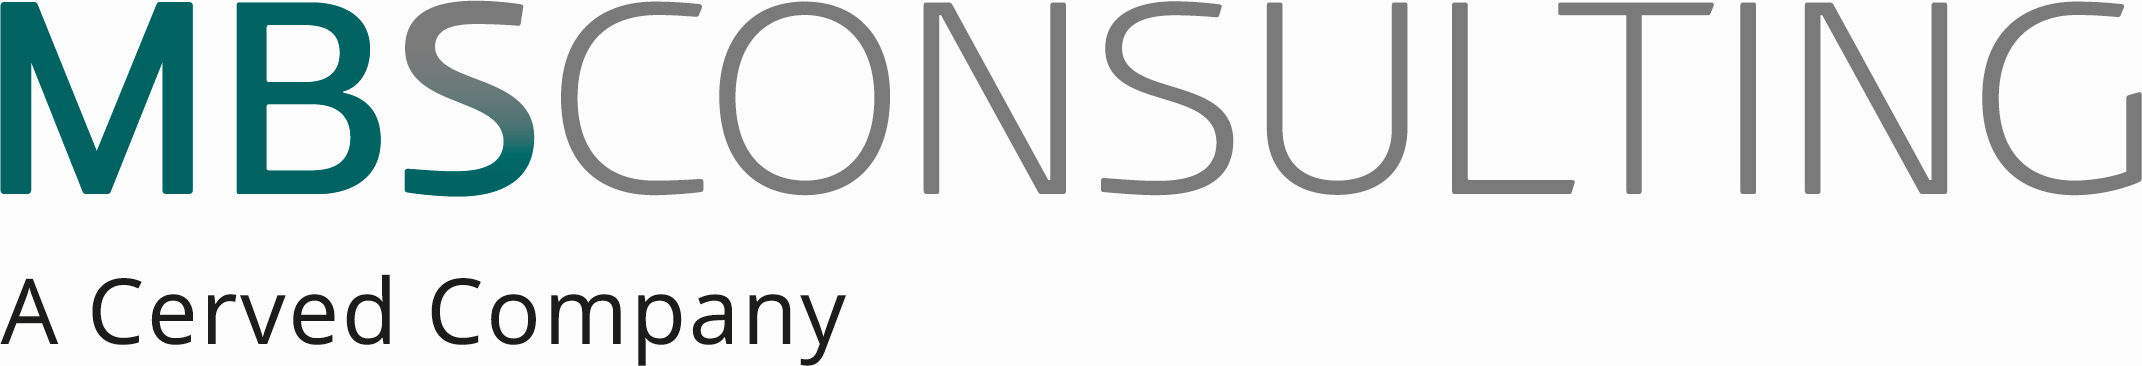 MBSCONSULTING
A Cerved Company